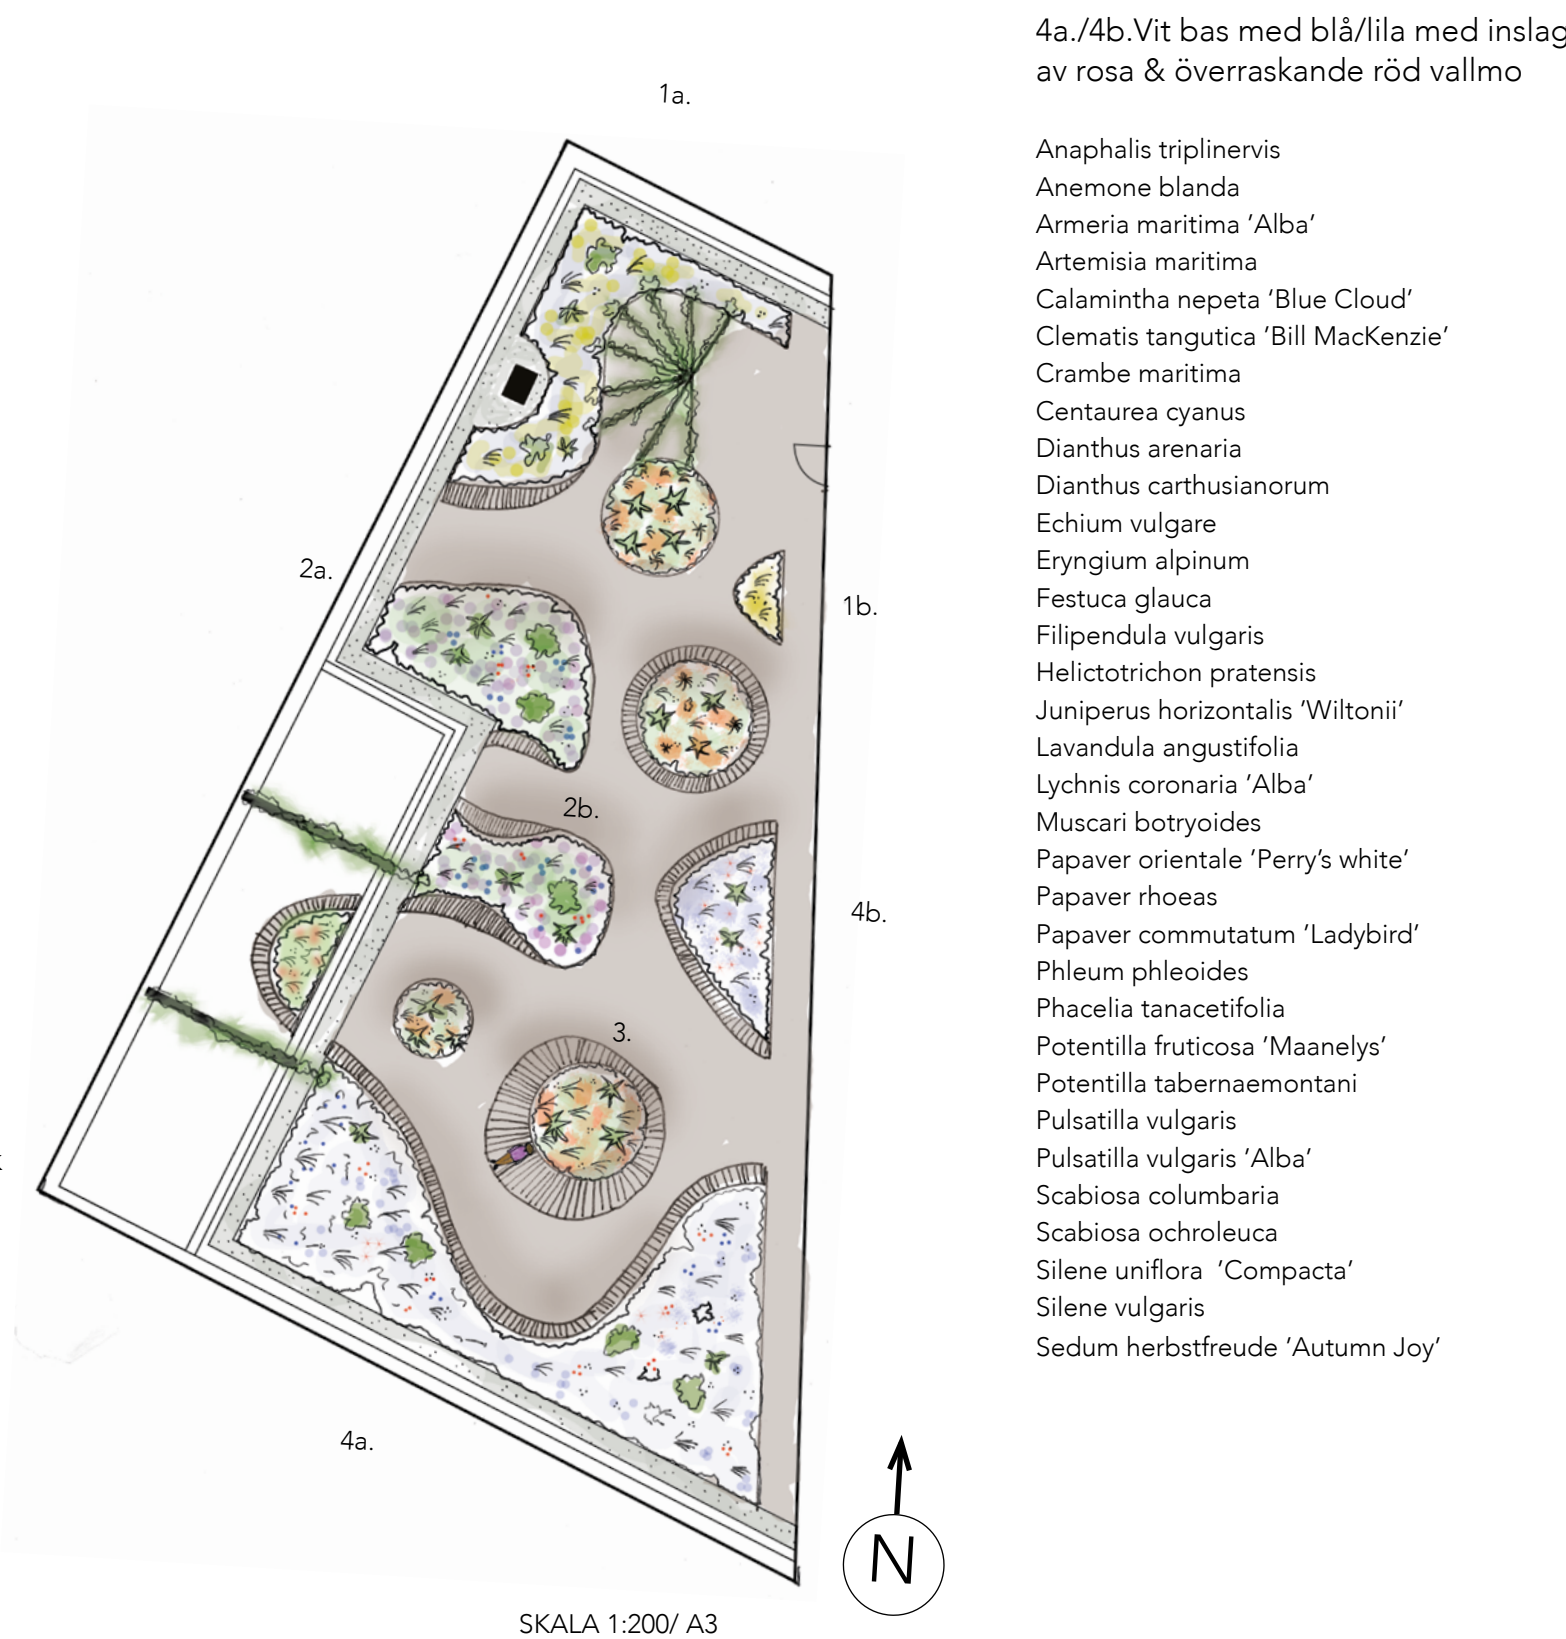 4a./4b.Vit bas med blå/lila med inslag
av rosa & överraskande röd vallmo
Anaphalis triplinervis
Anemone blanda
Armeria maritima ’Alba’
Artemisia maritima
Calamintha nepeta ‘Blue Cloud’
Clematis tangutica ’Bill MacKenzie’
Crambe maritima
Centaurea cyanus
Dianthus arenaria
Dianthus carthusianorum
Echium vulgare
Eryngium alpinum
Festuca glauca
Filipendula vulgaris
Helictotrichon pratensis
Juniperus horizontalis ’Wiltonii’
Lavandula angustifolia
Lychnis coronaria ’Alba’
Muscari botryoides
Papaver orientale ’Perry’s white’
Papaver rhoeas
Papaver commutatum ’Ladybird’
Phleum phleoides
Phacelia tanacetifolia
Potentilla fruticosa ’Maanelys’
Potentilla tabernaemontani
Pulsatilla vulgaris
Pulsatilla vulgaris ’Alba’
Scabiosa columbaria
Scabiosa ochroleuca
Silene uniflora  ’Compacta’
Silene vulgaris
Sedum herbstfreude ’Autumn Joy’
1a.
2a.
1b.
2b.
4b.
3.
4a.
N
SKALA 1:200/ A3